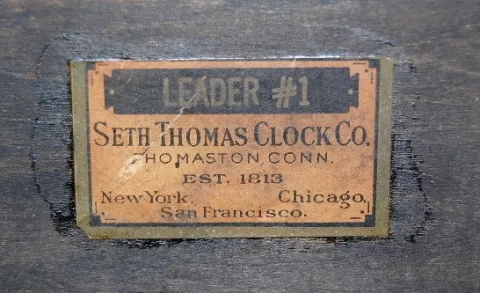 LEADER #1
SETH THOMAS CLOCK CO.
THOMASTON, CONN.
EST. 1813
New York. Chicago,
San Francisco.